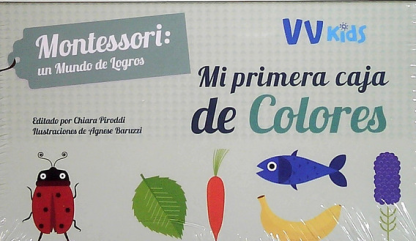 Montessori:
un Mundo de Logros
VV Kids
Mi primera caja
de Colores
Editado por Chiara Piroddi
Ilustraciones de Agnese Baruzzi